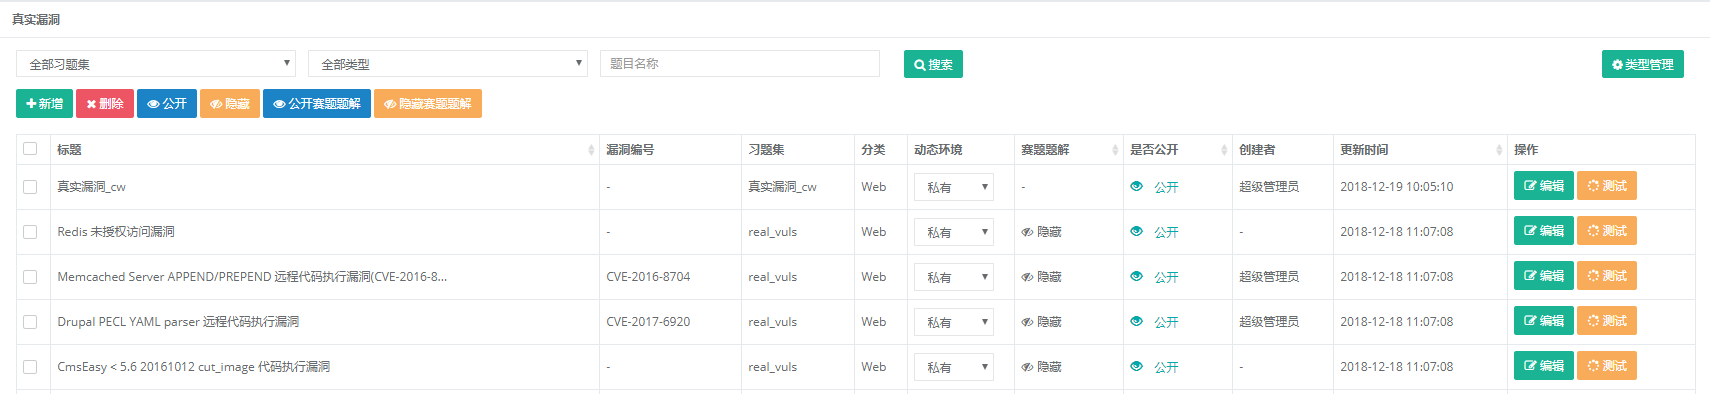 真实漏洞
全部习题集 全部类型 题目名称 搜索 类型管理
新增 删除 公开 隐藏 公开赛题题解 隐藏赛题题解
标题 漏洞编号 习题集 分类 动态环境 赛题题解 是否公开 创建者 更新时间 操作
真实漏洞_cw - 真实漏洞_cw Web 私有 - 公开 超级管理员 2018-12-19 10:05:10 编辑 测试
Redis 未授权访问漏洞 - real_vuls Web 私有 隐藏 公开 - 2018-12-18 11:07:08 编辑 测试
Memcached Server APPEND/PREPEND 远程代码执行漏洞(CVE-2016-8... CVE-2016-8704 real_vuls Web 私有 隐藏 公开 超级管理员 2018-12-18 11:07:08 编辑 测试
Drupal PECL YAML parser 远程代码执行漏洞 CVE-2017-6920 real_vuls Web 私有 隐藏 公开 超级管理员 2018-12-18 11:07:08 编辑 测试
CmsEasy < 5.6 20161012 cut_image 代码执行漏洞 - real_vuls Web 私有 隐藏 公开 - 2018-12-18 11:07:08 编辑 测试